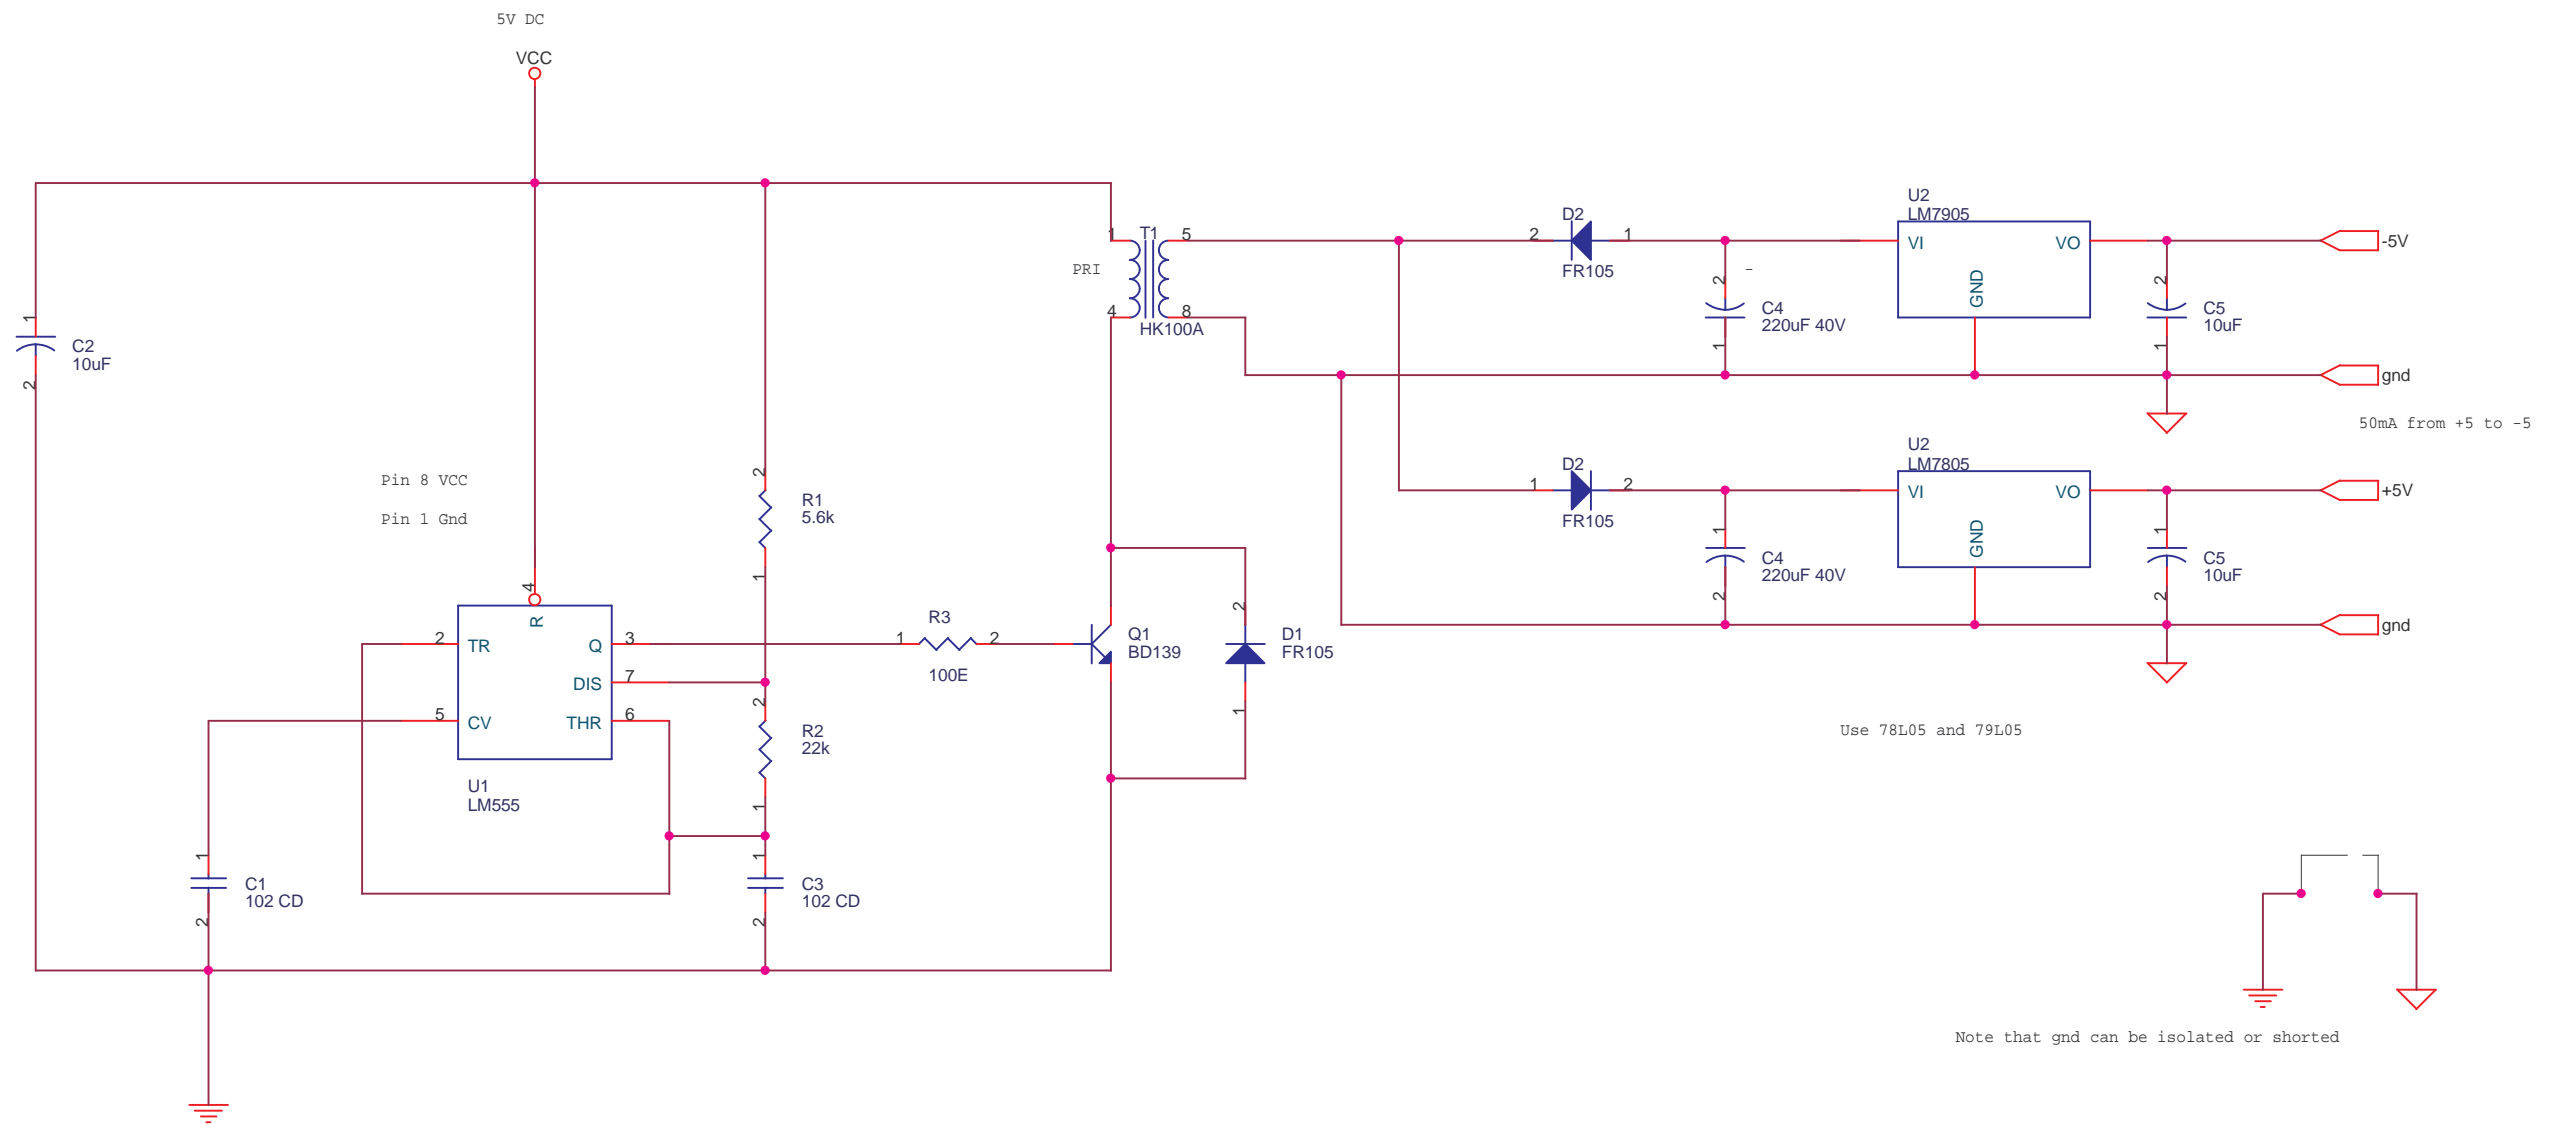 5V DC
VCC
U2
LM7905
D2
T1
1
5
2
1
VI
VO
-5V
PRI
FR105
-
GND
2
2
4
8
HK100A
C4
220uF 40V
C5
10uF
1
C2
10uF
2
1
1
gnd
50mA from +5 to -5
U2
LM7805
D2
Pin 8 VCC
2
1
2
VI
VO
+5V
R1
5.6k
Pin 1 Gnd
FR105
1
1
GND
C4
220uF 40V
C5
10uF
1
4
2
2
2
R
R3
2
TR
Q
3
1
2
Q1
BD139
D1
FR105
gnd
DIS
7
100E
2
5
CV
THR
6
1
R2
22k
Use 78L05 and 79L05
U1
LM555
1
1
1
C1
102 CD
C3
102 CD
2
2
Note that gnd can be isolated or shorted